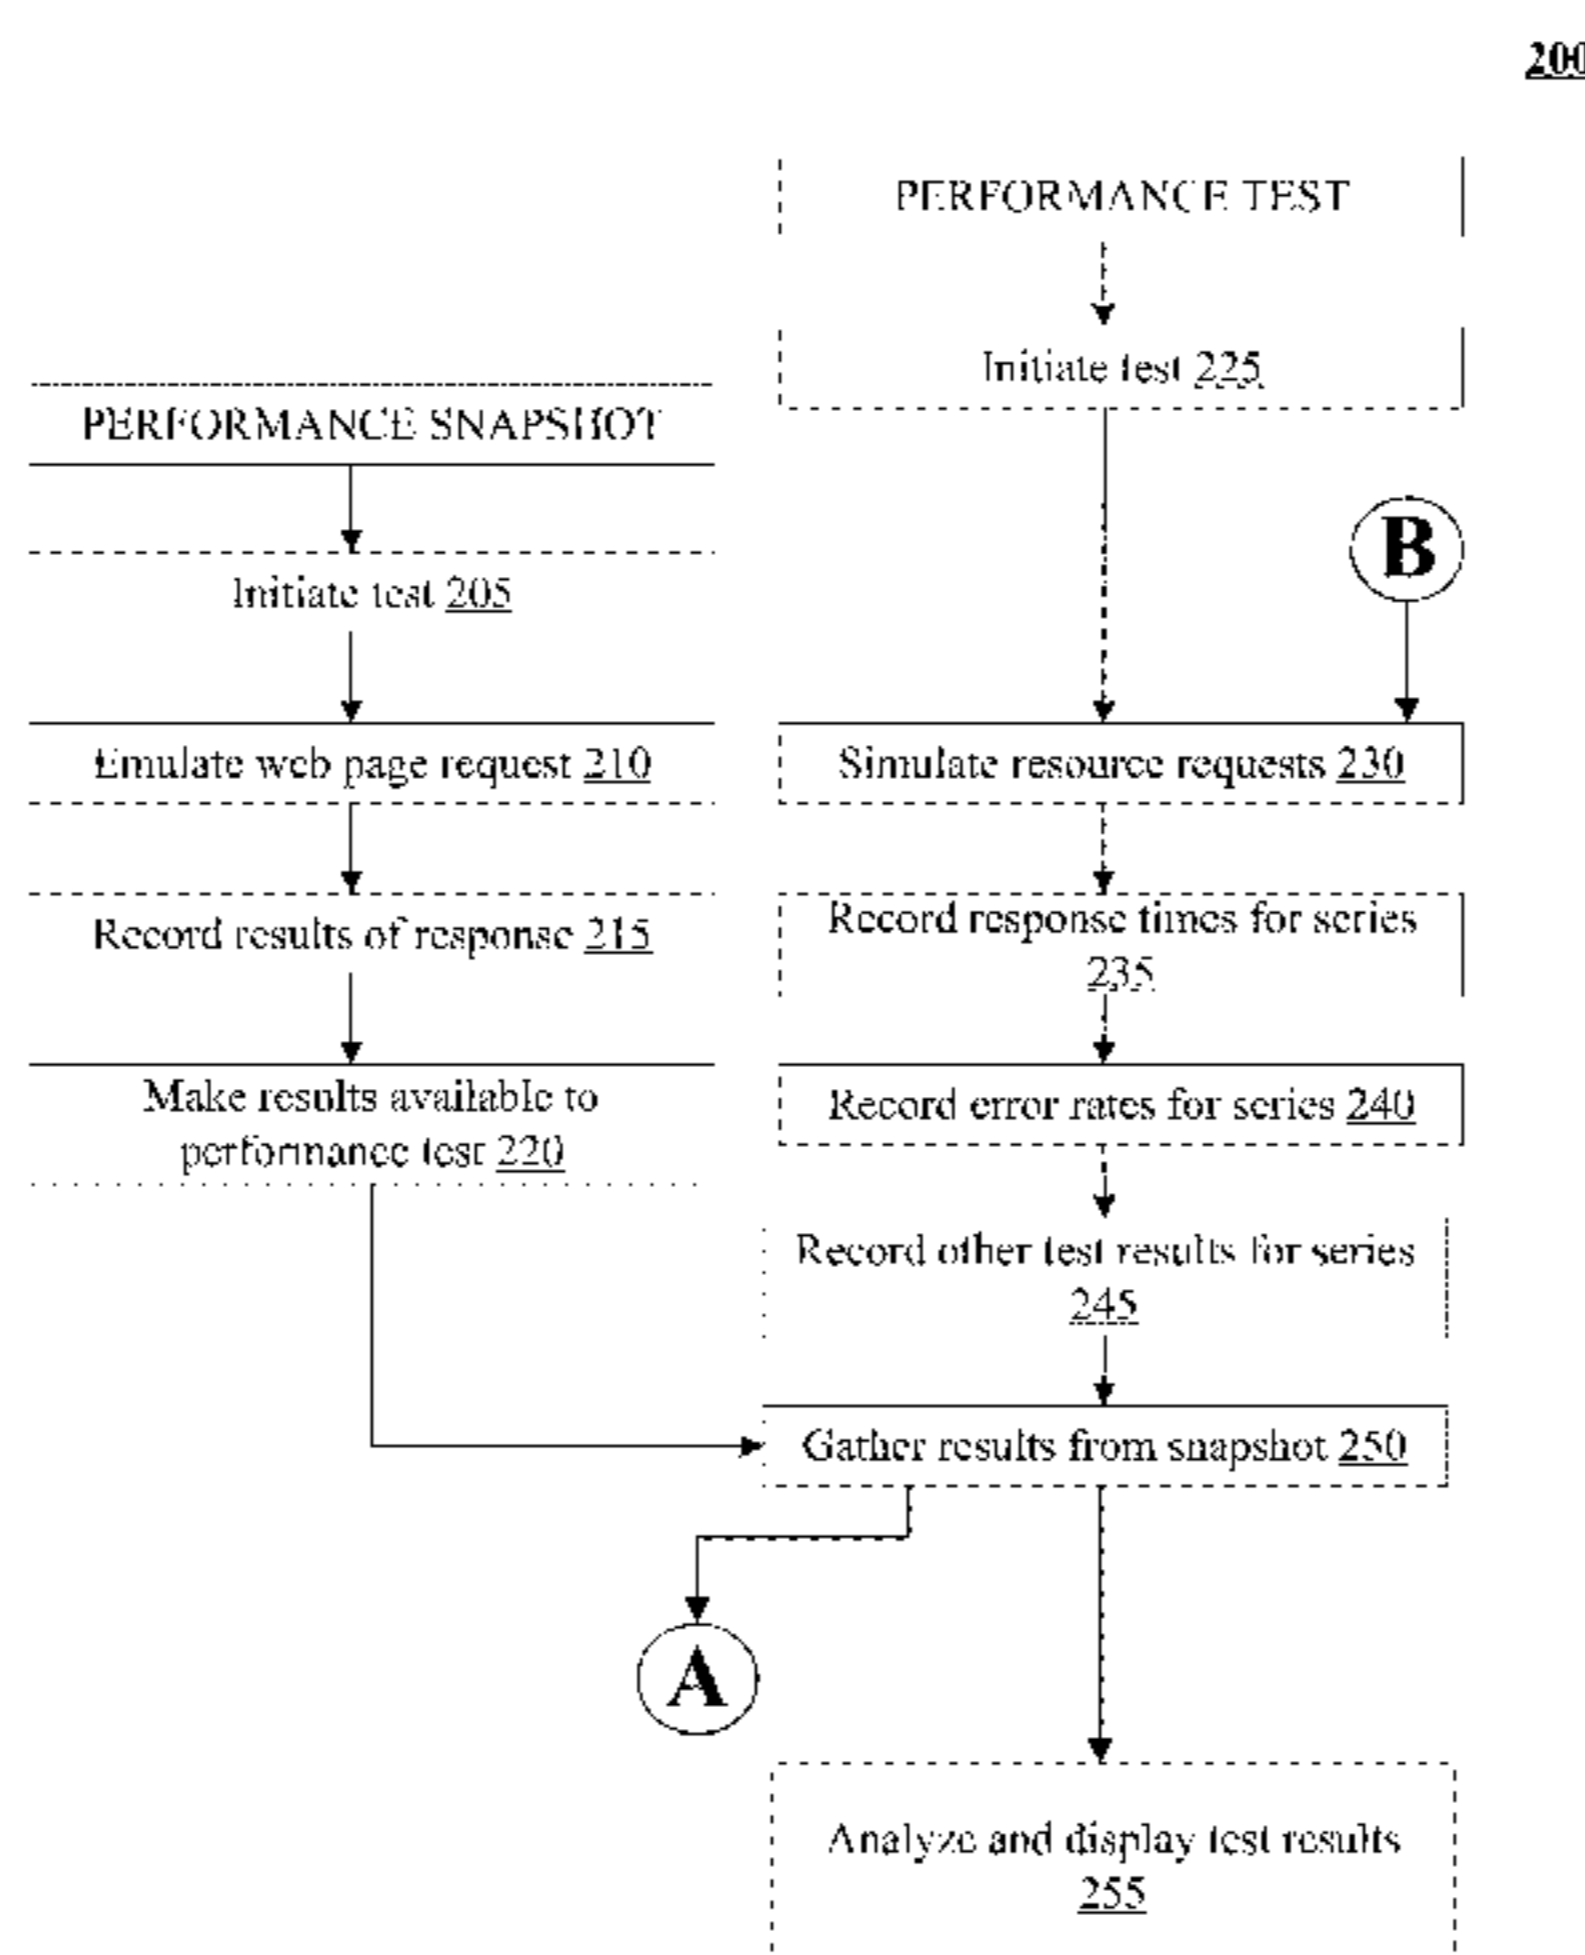 200
PERFORMANCE TEST
Initiate test 225
PERFORMANCE SNAPSHOT
B
Initiate test 205
Emulate web page request 210
Simulate resource requests 230
Record results of response 215
Record response times for series
235
Make results available to
performance test 220
Record error rates for series 240
Record other test results for series
245
Gather results from snapshot 250
A
Analyze and display test results
255